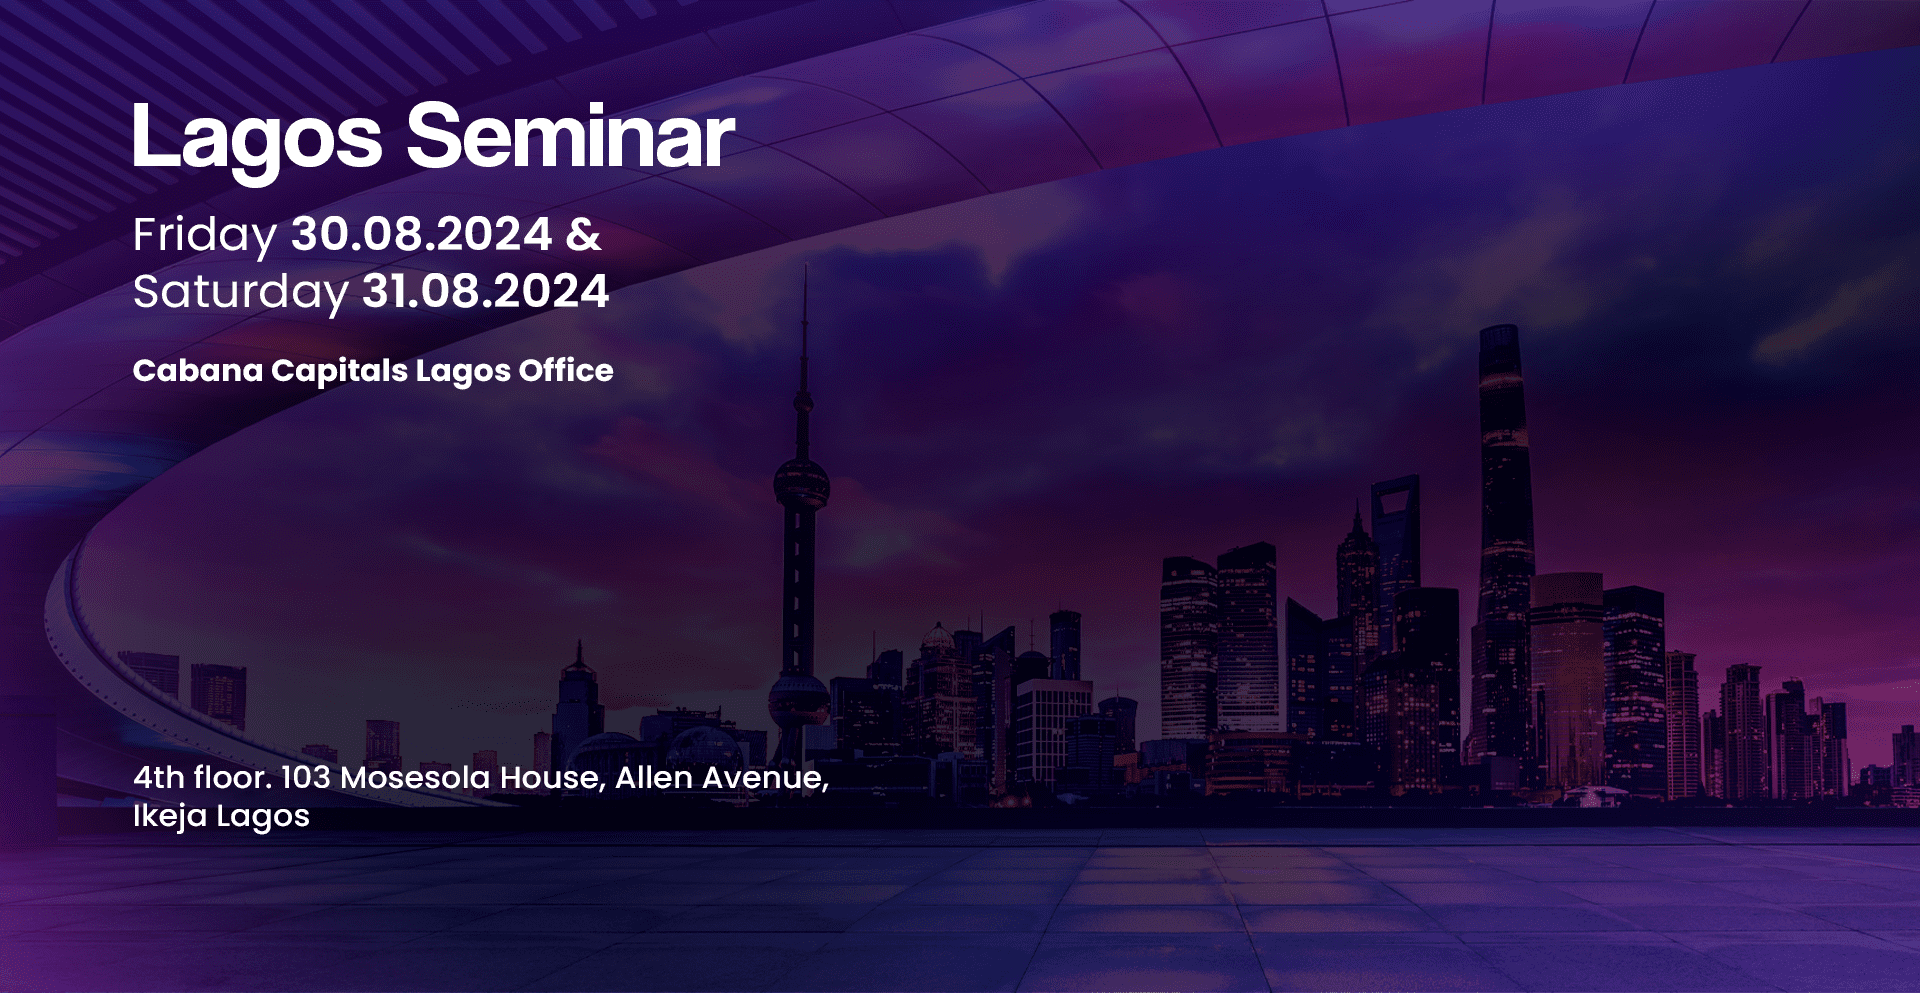 Lagos Seminar
Friday 30.08.2024 &
Saturday 31.08.2024
Cabana Capitals Lagos Office
4th floor. 103 Mosesola House, Allen Avenue,
Ikeja Lagos